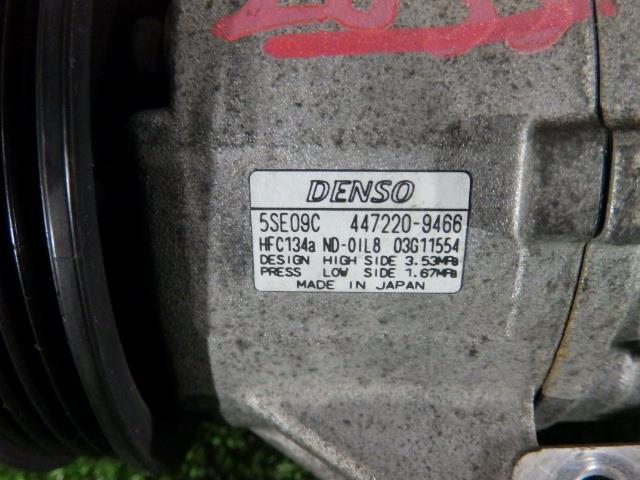 DENSO
5SE09C 447220-9466
HFC134a ND-OIL8 03G11554
DESIGN HIGH SIDE 3.53MPa
PRESS LOW SIDE 1.67MPa
MADE IN JAPAN